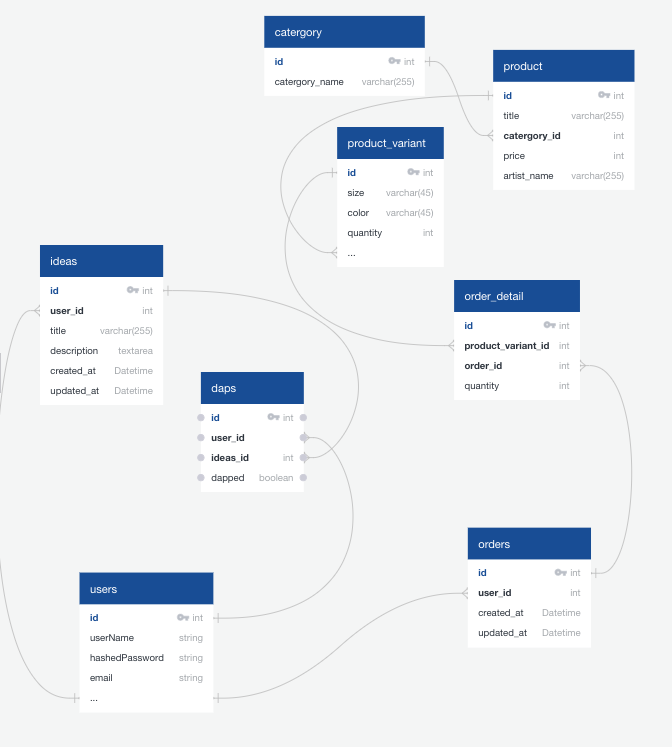 catergory
id int
catergory_name varchar(255)
product
id int
title varchar(255)
catergory_id int
price int
artist_name varchar(255)
product_variant
id int
size varchar(45)
color varchar(45)
quantity int
...
ideas
id int
user_id int
title varchar(255)
description textarea
created_at Datetime
updated_at Datetime
order_detail
id int
product_variant_id int
order_id int
quantity int
daps
id int
user_id
ideas_id int
dapped boolean
orders
id int
user_id int
created_at Datetime
updated_at Datetime
users
id int
userName string
hashedPassword string
email string
...